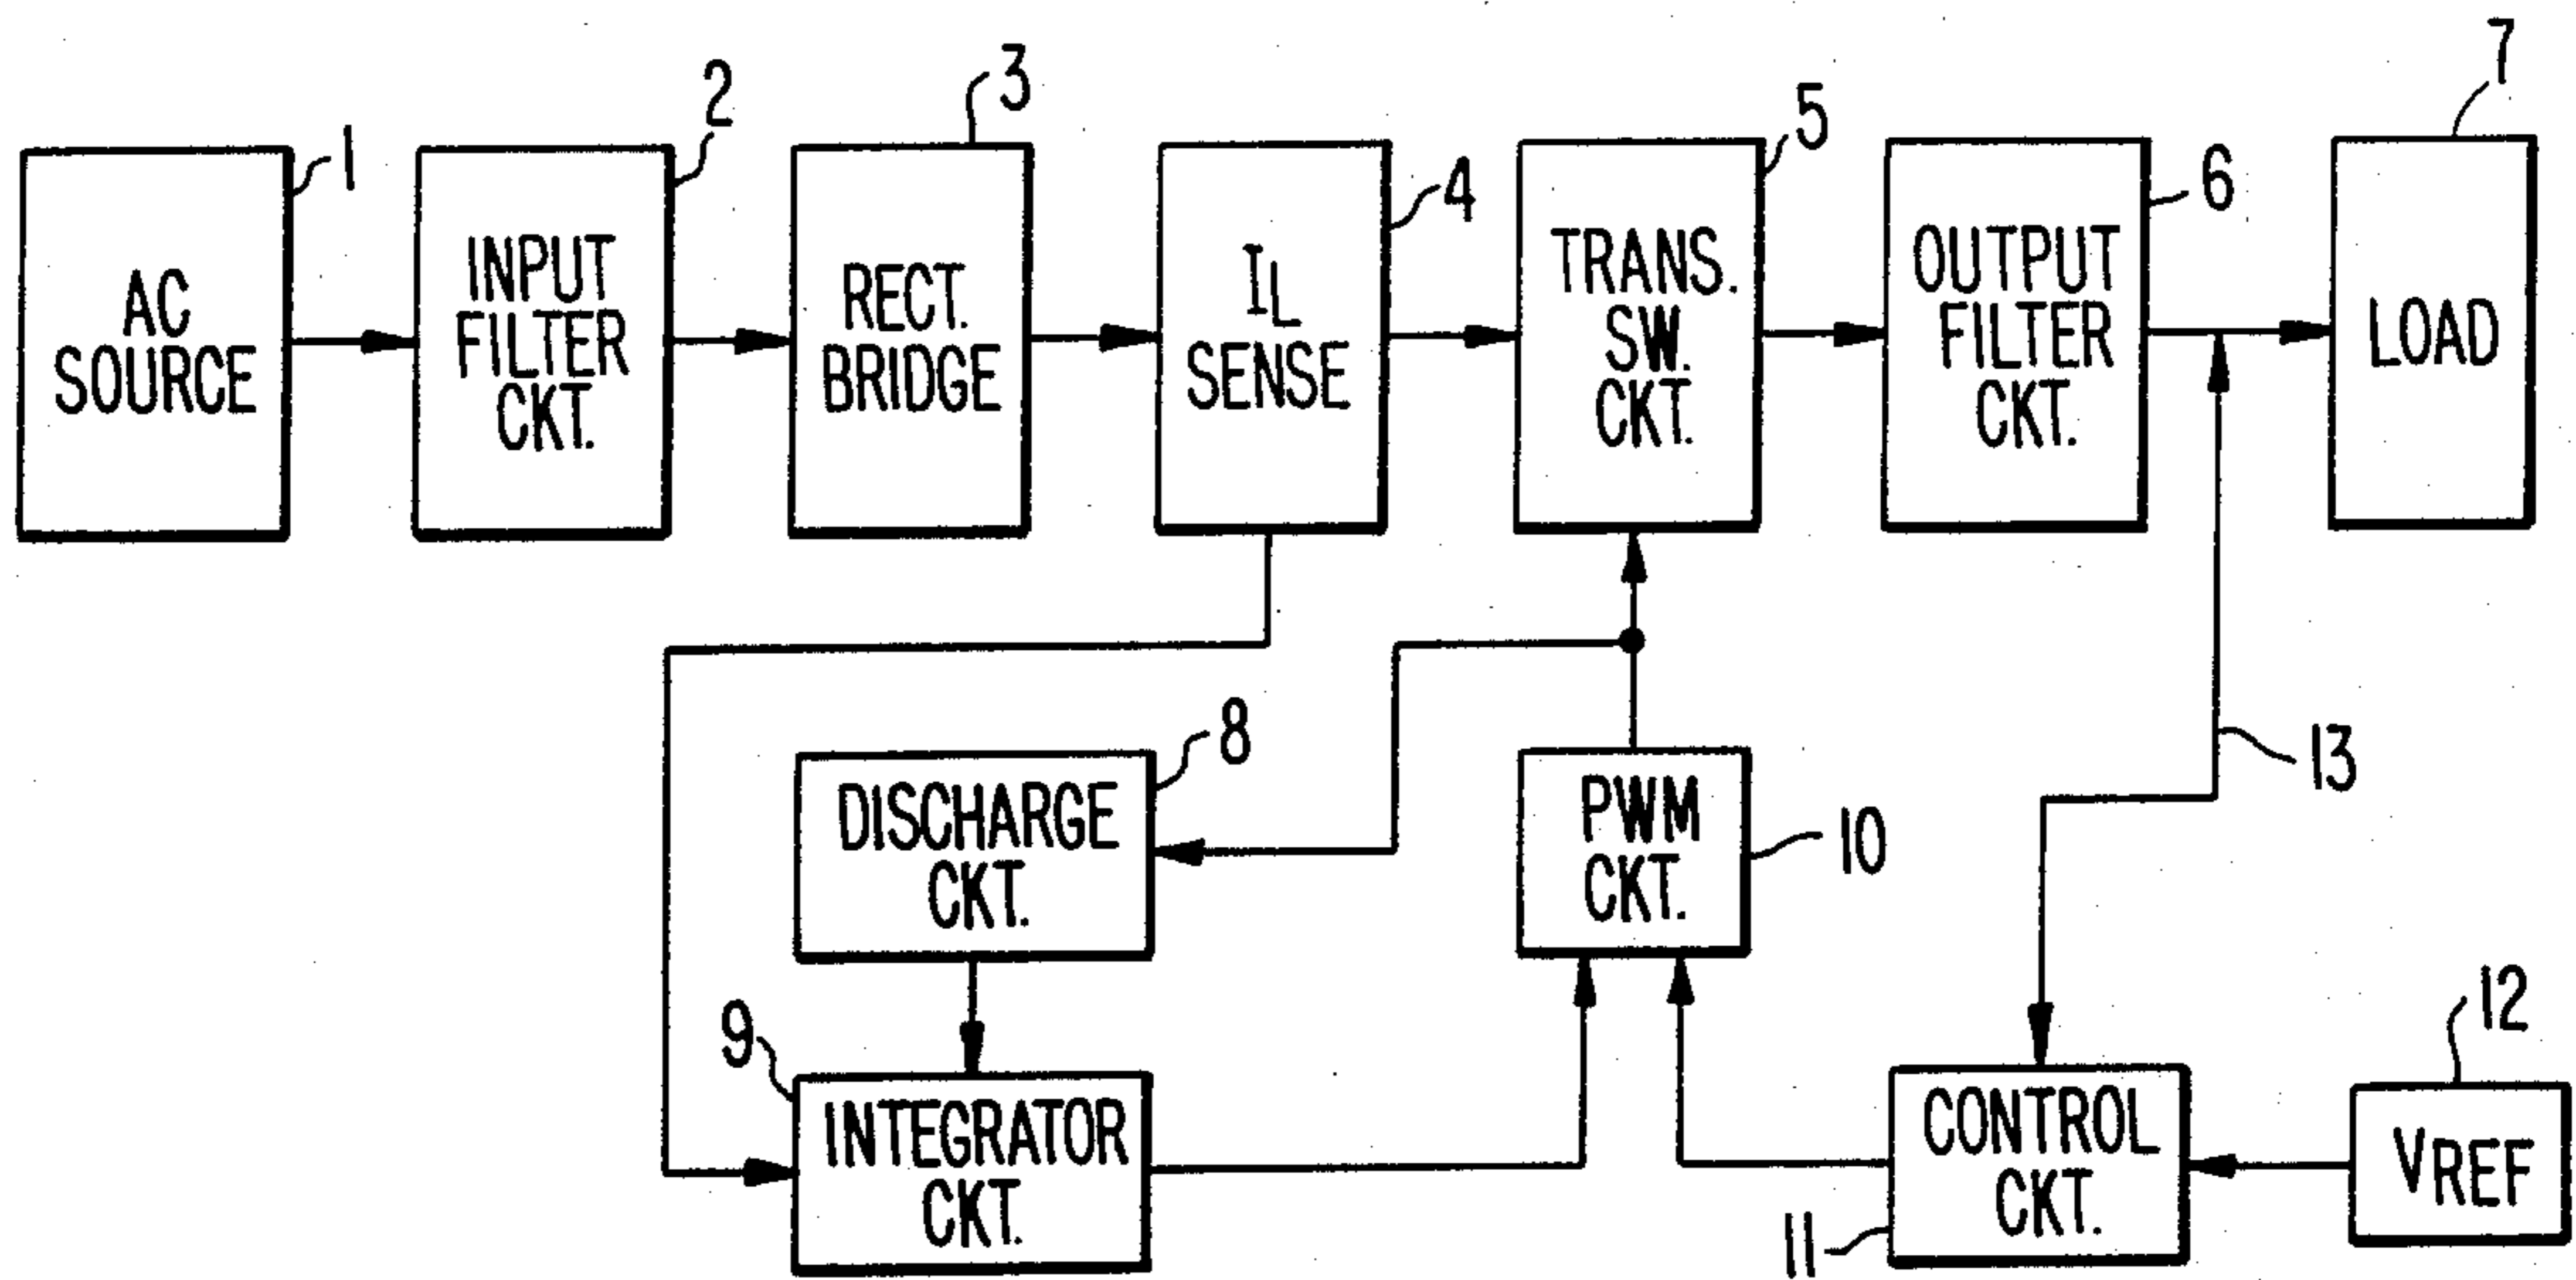 1
AC
SOURCE
2
INPUT
FILTER
CKT.
3
RECT.
BRIDGE
4
IL
SENSE
5
TRANS.
SW.
CKT.
6
OUTPUT
FILTER
CKT.
7
LOAD
8
DISCHARGE
CKT.
9
INTEGRATOR
CKT.
10
PWM
CKT.
11
CONTROL
CKT.
12
VREF
13